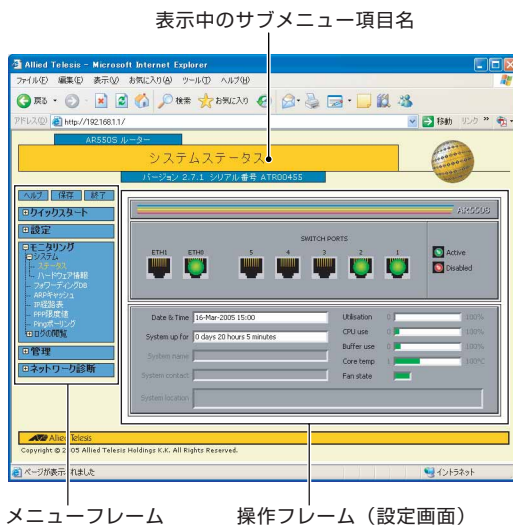 表示中のサブメニュー項目名
Allied Telesis - Microsoft Internet Explorer
ファイル(F) 編集(E) 表示(V) お気に入り(A) ツール(T) ヘルプ(H)
戻る 検索 お気に入り
アドレス(D) http://192.168.1.1/ 移動 リンク »
AR550S ルーター
システムステータス
バージョン 2.7.1 シリアル番号 ATR00455
ヘルプ 保存 終了
クイックスタート
設定
モニタリング
システム
ステータス
ハードウェア情報
フォワーディングDB
ARPキャッシュ
IP経路表
PPP限度値
Pingポーリング
ログの閲覧
管理
ネットワーク診断
AR550S
SWITCH PORTS
ETH1 ETH0 5 4 3 2 1
Active
Disabled
Date & Time 16-Mar-2005 15:00
System up for 0 days 20 hours 5 minutes
System name
System contact
System location
Utilisation 0 100%
CPU use 0 100%
Buffer use 0 100%
Core temp 100°C
Fan state
Allied Telesis
Copyright © 2005 Allied Telesis Holdings K.K. All Rights Reserved.
ページが表示されました イントラネット
メニューフレーム 操作フレーム（設定画面）